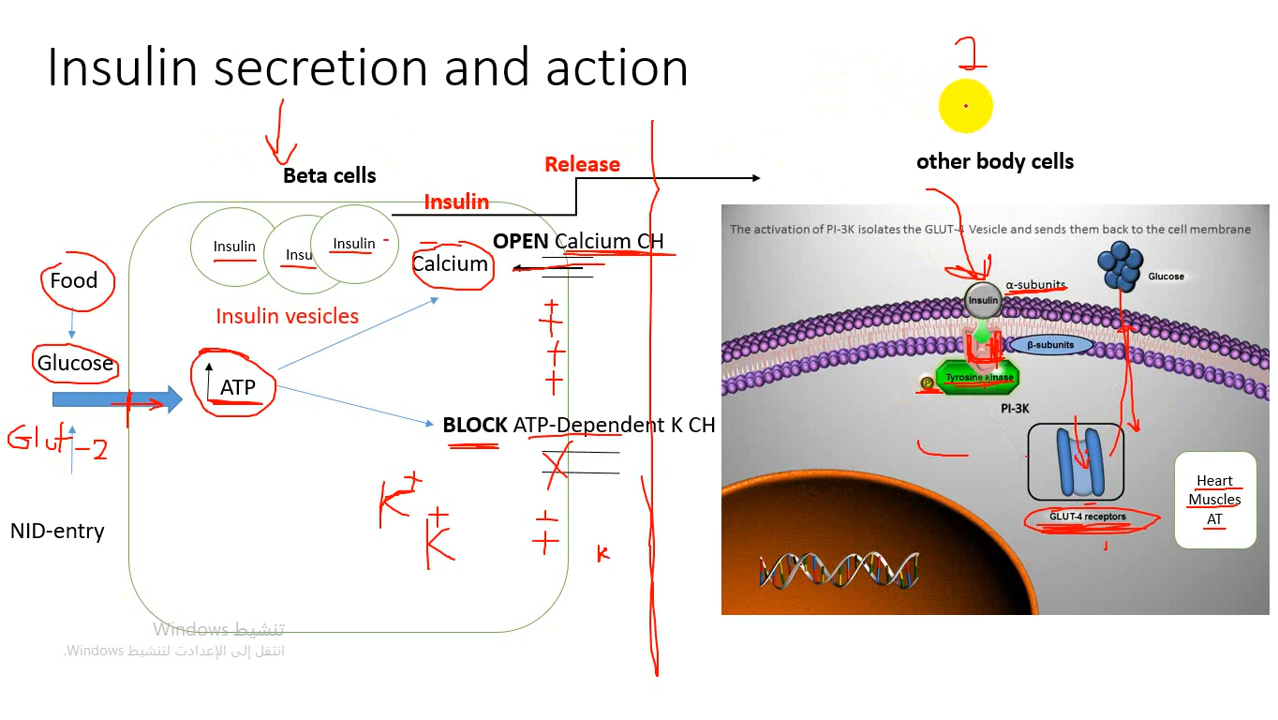 Insulin secretion and action
Beta cells
Insulin
Release
Insulin
Insu
Insulin
Calcium
OPEN Calcium CH
Food
Insulin vesicles
Glucose
ATP
BLOCK ATP-Dependent K CH
Glut-2
K+
K+
K
NID-entry
تنشيط Windows
انتقل إلى الإعدادت لتنشيط Windows.
other body cells
The activation of PI-3K isolates the GLUT-4 Vesicle and sends them back to the cell membrane
Glucose
α-subunits
Insulin
β-subunits
Tyrosine kinase
P
PI-3K
GLUT-4 receptors
Heart
Muscles
AT